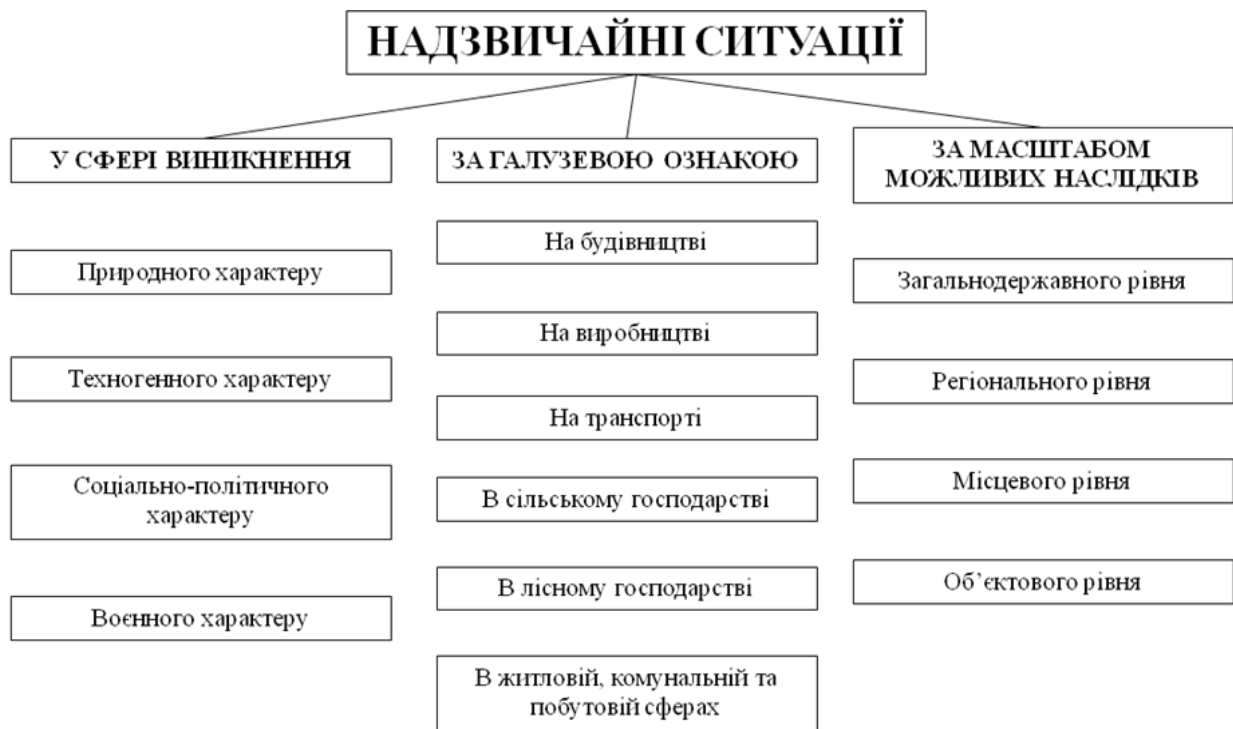 НАДЗВИЧАЙНІ СИТУАЦІЇ
У СФЕРІ ВИНИКНЕННЯ
Природного характеру
Техногенного характеру
Соціально-політичного
характеру
Воєнного характеру
ЗА ГАЛУЗЕВОЮ ОЗНАКОЮ
На будівництві
На виробництві
На транспорті
В сільському господарстві
В лісному господарстві
В житловій, комунальній та
побутовій сферах
ЗА МАСШТАБОМ
МОЖЛИВИХ НАСЛІДКІВ
Загальнодержавного рівня
Регіонального рівня
Місцевого рівня
Об’єктового рівня